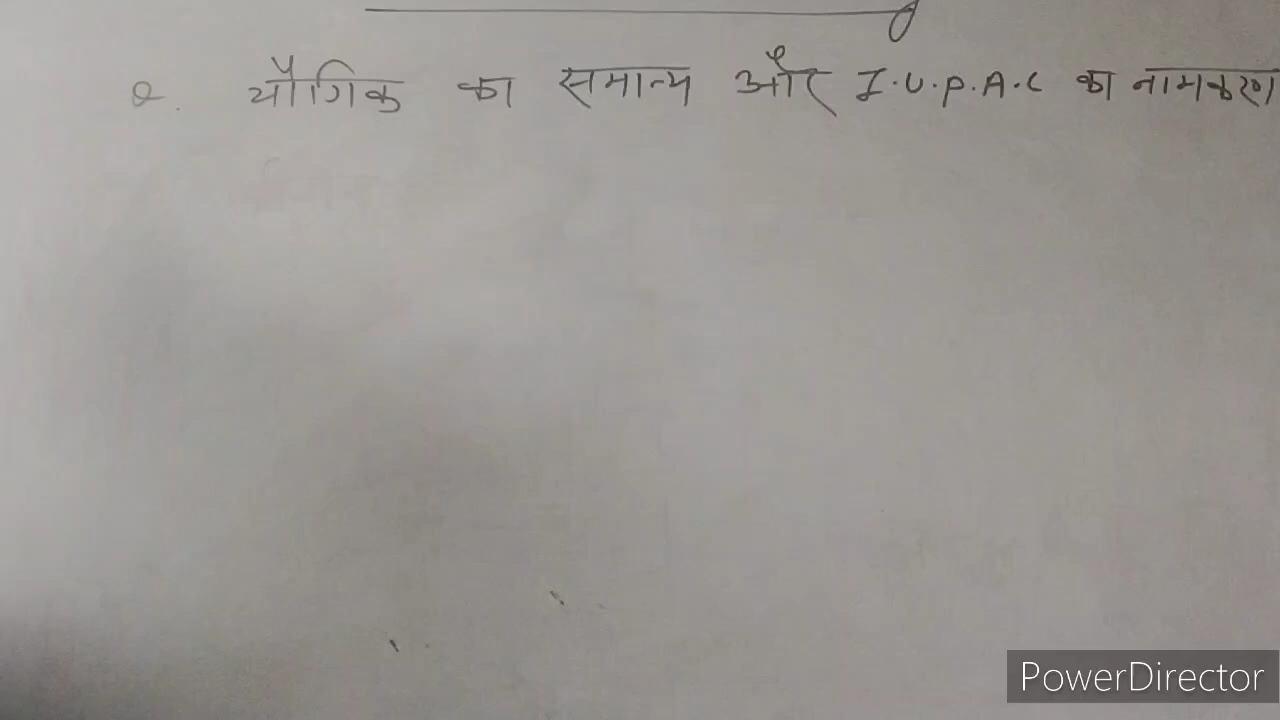 Q. यौगिक का समान्य और I.U.P.A.C का नामकरण
PowerDirector